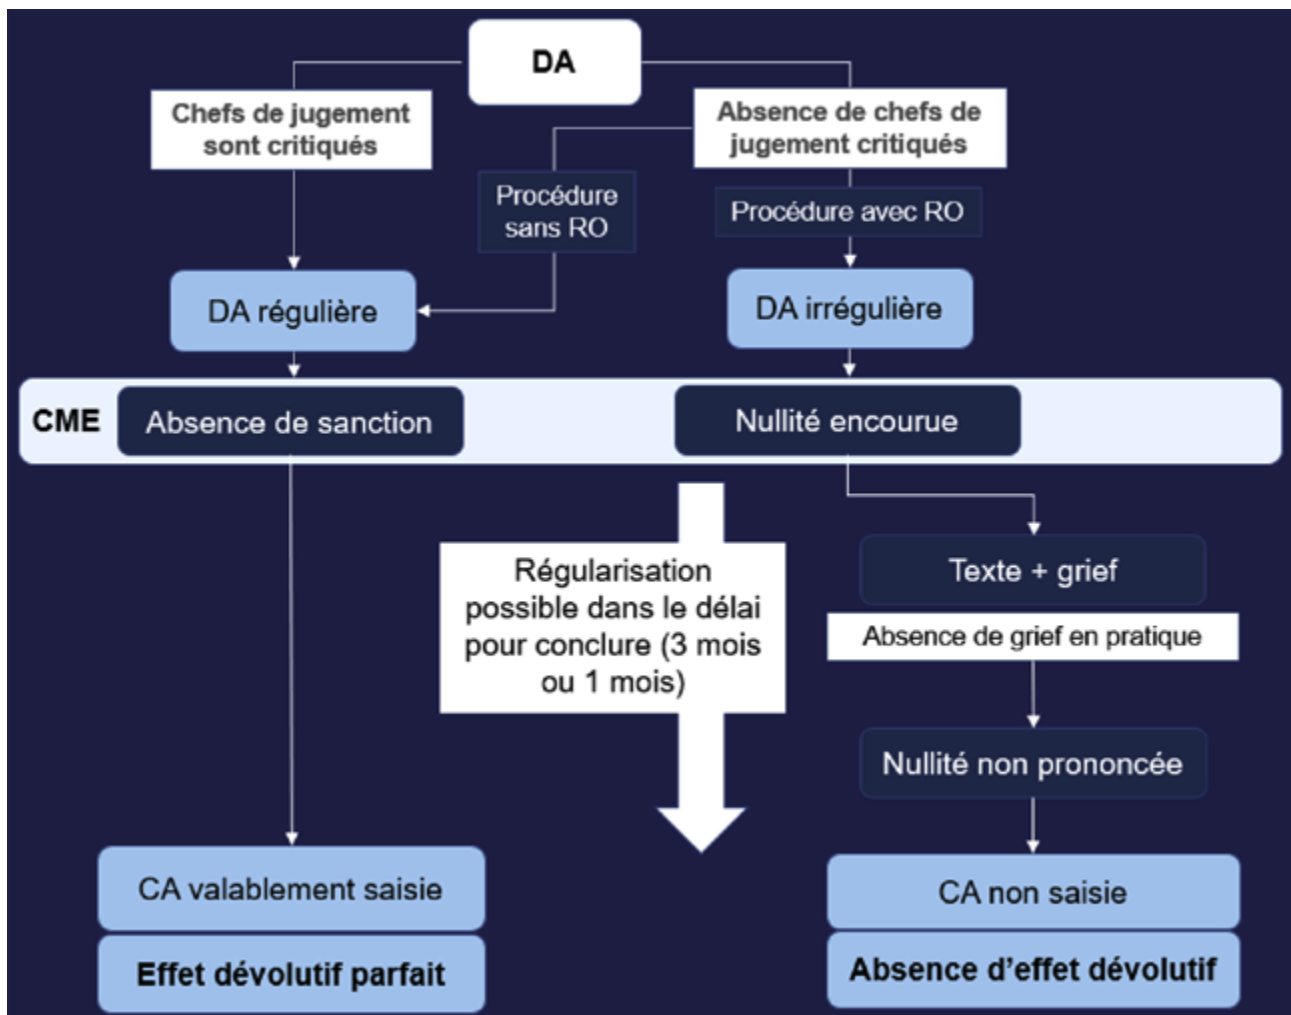 DA
Chefs de jugement
sont critiqués
Absence de chefs de
jugement critiqués
Procédure
sans RO
Procédure avec RO
DA régulière
DA irrégulière
CME
Absence de sanction
Nullité encourue
Régularisation
possible dans le délai
pour conclure (3 mois
ou 1 mois)
Texte + grief
Absence de grief en pratique
Nullité non prononcée
CA valablement saisie
Effet dévolutif parfait
CA non saisie
Absence d'effet dévolutif